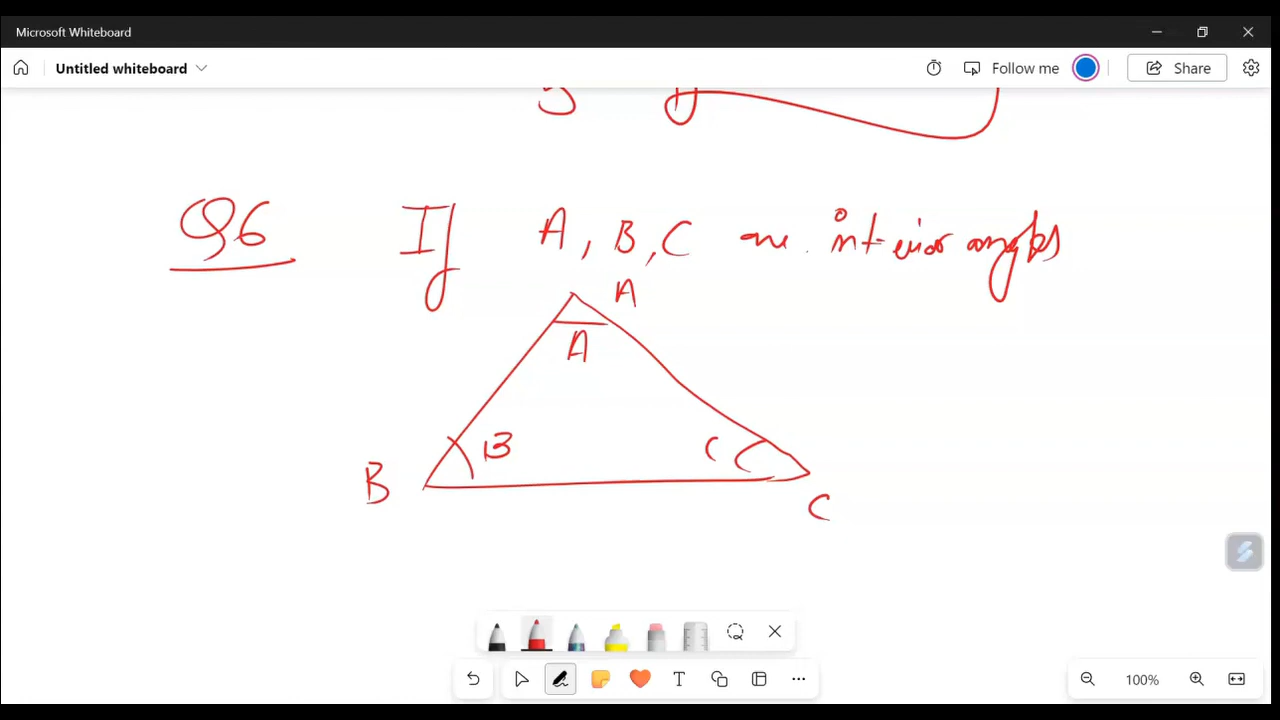 Microsoft Whiteboard
Untitled whiteboard
Follow me
Share
Q6 If A, B, C are interior angles
A
A
B
C
B
C
T
100%